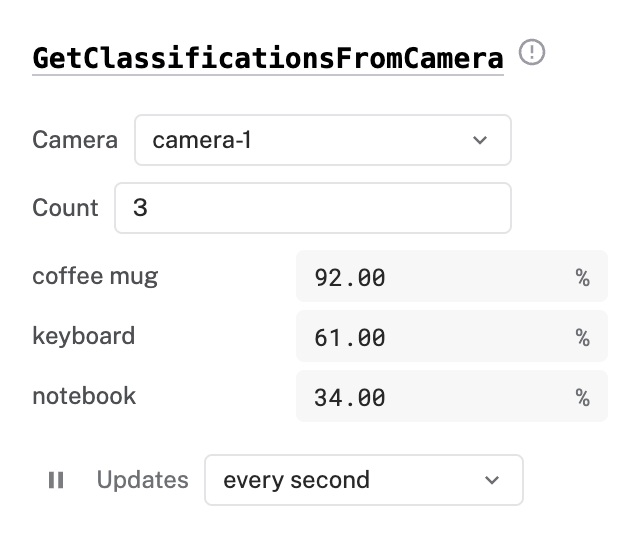 GetClassificationsFromCamera
Camera camera-1
Count 3
coffee mug 92.00 %
keyboard 61.00 %
notebook 34.00 %
Updates every second